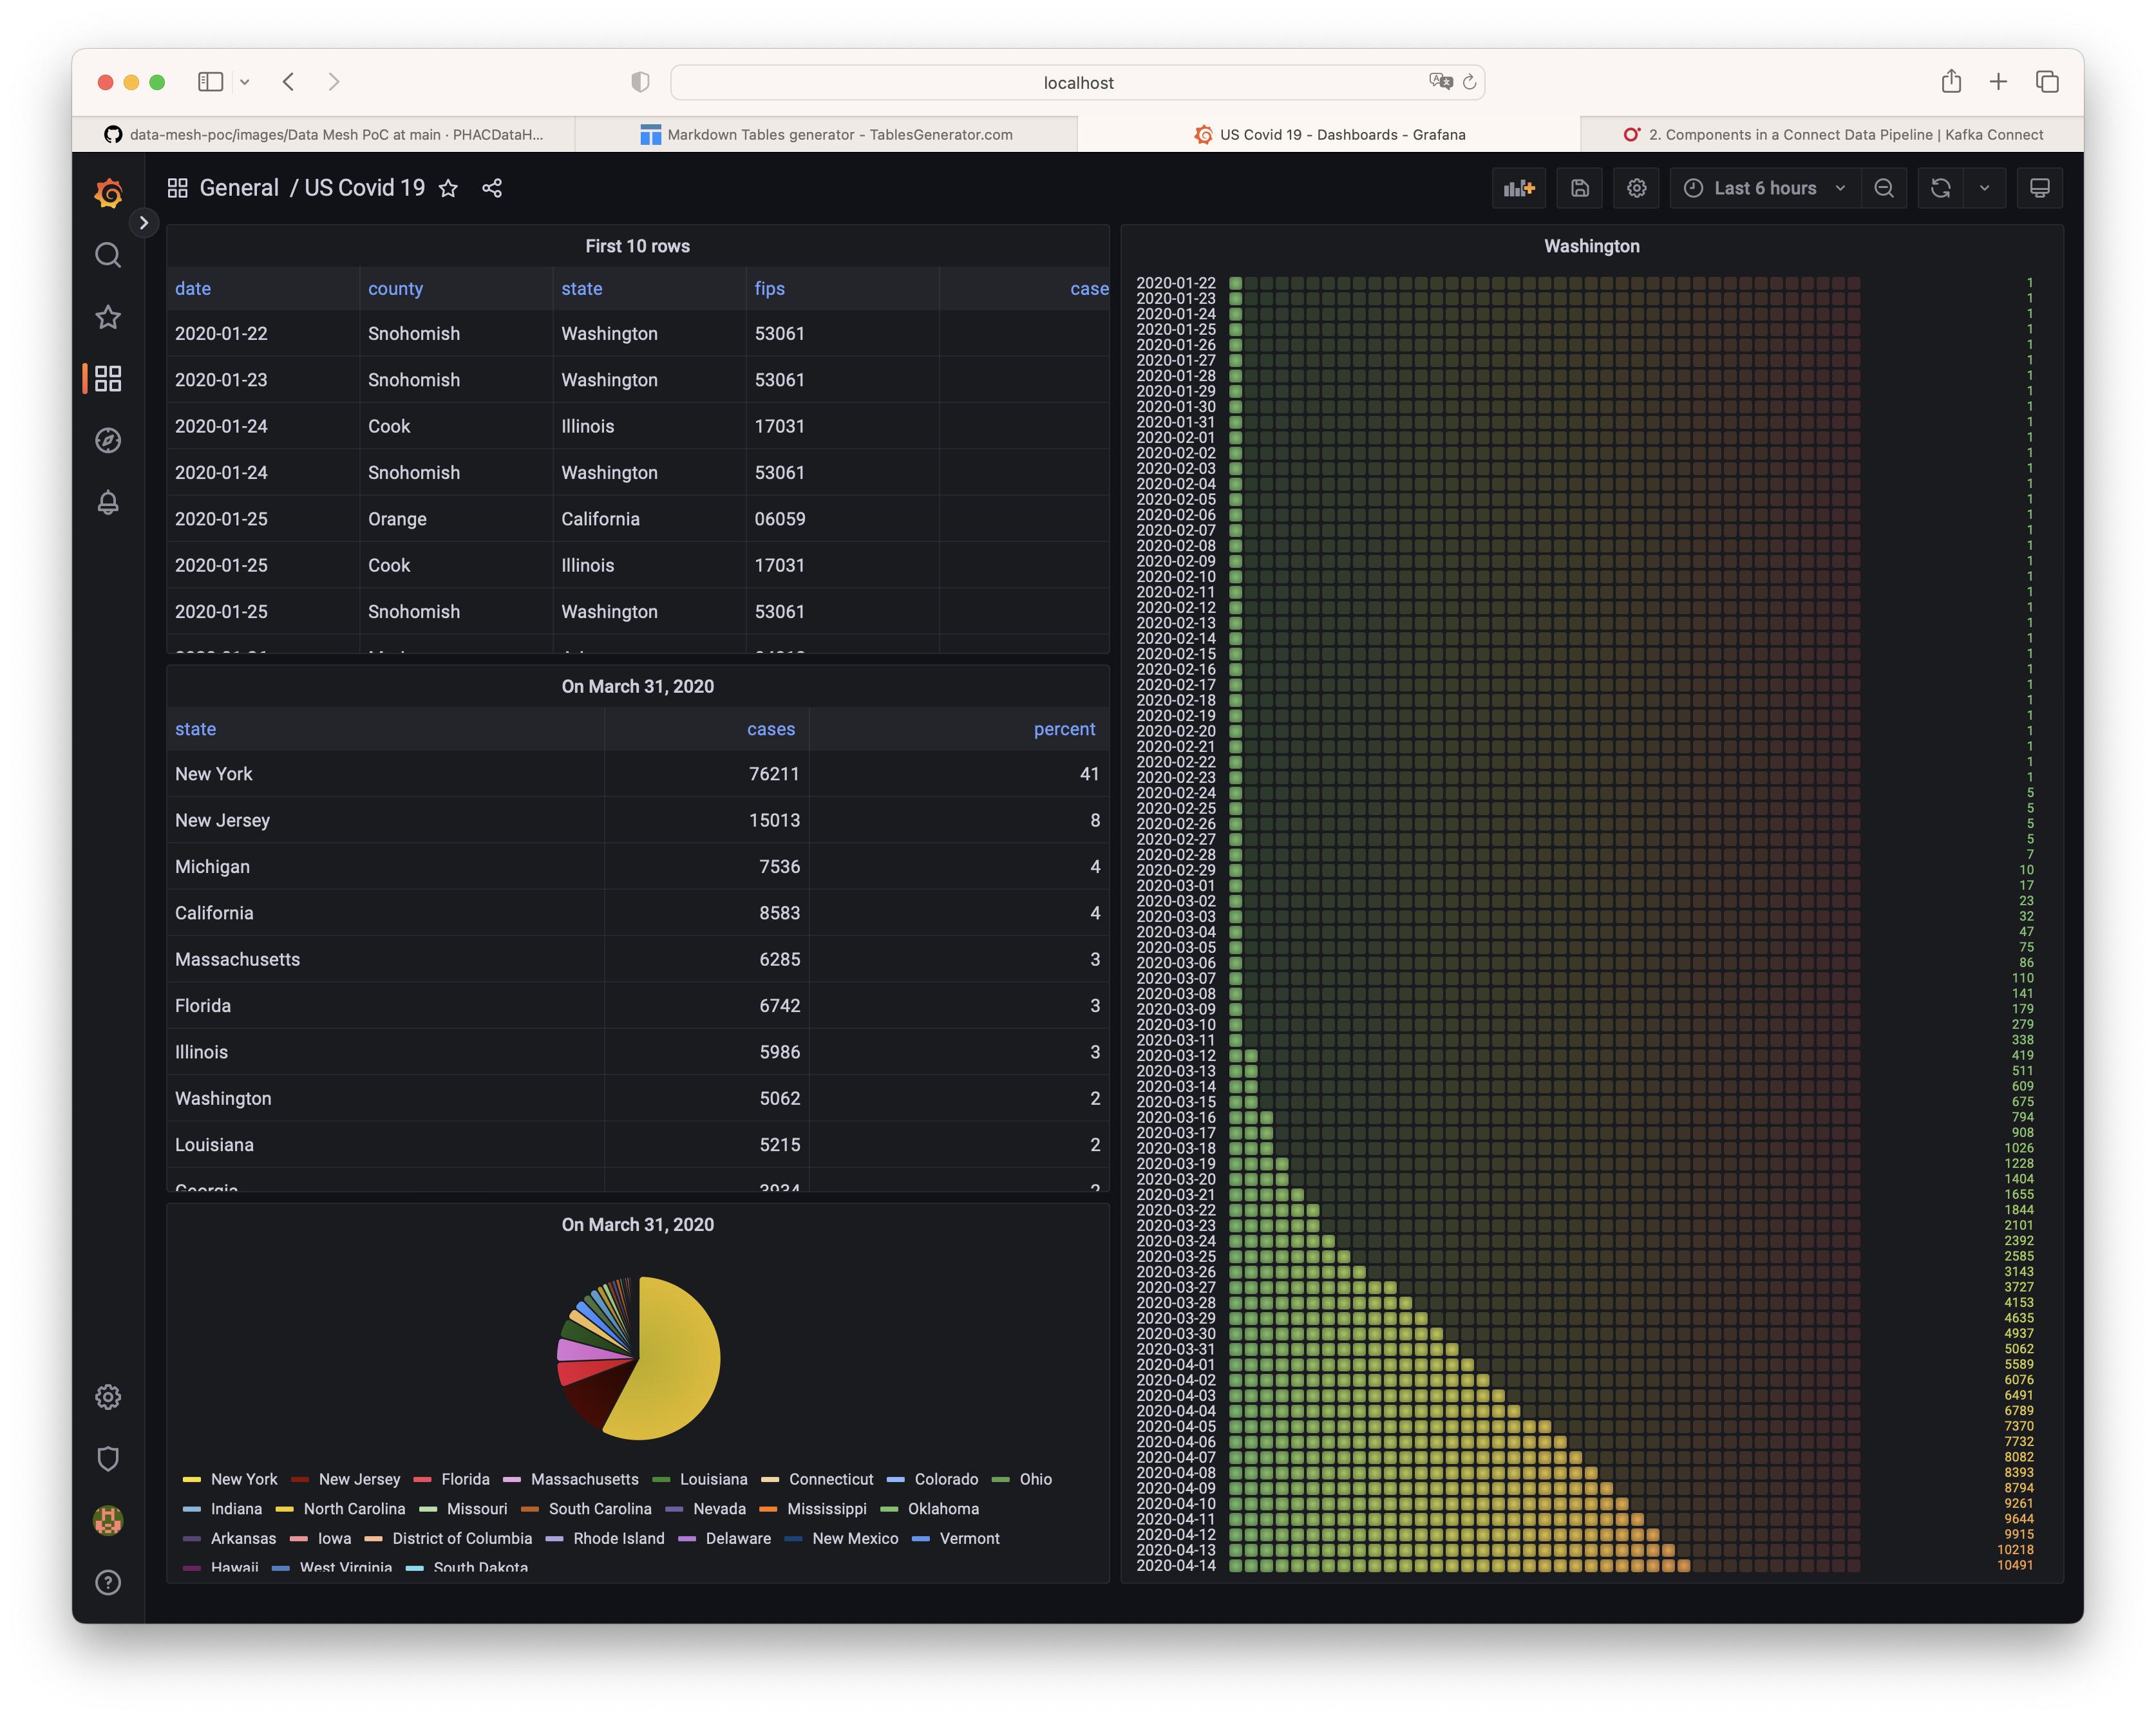 localhost
data-mesh-poc/images/Data Mesh PoC at main · PHACDataH...
Markdown Tables generator - TablesGenerator.com
US Covid 19 - Dashboards - Grafana
2. Components in a Connect Data Pipeline | Kafka Connect
General / US Covid 19
Last 6 hours
First 10 rows
date county state fips case
2020-01-22 Snohomish Washington 53061
2020-01-23 Snohomish Washington 53061
2020-01-24 Cook Illinois 17031
2020-01-24 Snohomish Washington 53061
2020-01-25 Orange California 06059
2020-01-25 Cook Illinois 17031
2020-01-25 Snohomish Washington 53061
On March 31, 2020
state cases percent
New York 76211 41
New Jersey 15013 8
Michigan 7536 4
California 8583 4
Massachusetts 6285 3
Florida 6742 3
Illinois 5986 3
Washington 5062 2
Louisiana 5215 2
Georgia 3934 2
On March 31, 2020
New York New Jersey Florida Massachusetts Louisiana Connecticut Colorado Ohio
Indiana North Carolina Missouri South Carolina Nevada Mississippi Oklahoma
Arkansas Iowa District of Columbia Rhode Island Delaware New Mexico Vermont
Hawaii West Virginia South Dakota
Washington
2020-01-22 1
2020-01-23 1
2020-01-24 1
2020-01-25 1
2020-01-26 1
2020-01-27 1
2020-01-28 1
2020-01-29 1
2020-01-30 1
2020-01-31 1
2020-02-01 1
2020-02-02 1
2020-02-03 1
2020-02-04 1
2020-02-05 1
2020-02-06 1
2020-02-07 1
2020-02-08 1
2020-02-09 1
2020-02-10 1
2020-02-11 1
2020-02-12 1
2020-02-13 1
2020-02-14 1
2020-02-15 1
2020-02-16 1
2020-02-17 1
2020-02-18 1
2020-02-19 1
2020-02-20 1
2020-02-21 1
2020-02-22 1
2020-02-23 1
2020-02-24 5
2020-02-25 5
2020-02-26 5
2020-02-27 5
2020-02-28 7
2020-02-29 10
2020-03-01 17
2020-03-02 23
2020-03-03 32
2020-03-04 47
2020-03-05 75
2020-03-06 86
2020-03-07 110
2020-03-08 141
2020-03-09 179
2020-03-10 279
2020-03-11 338
2020-03-12 419
2020-03-13 511
2020-03-14 609
2020-03-15 675
2020-03-16 794
2020-03-17 908
2020-03-18 1026
2020-03-19 1228
2020-03-20 1404
2020-03-21 1655
2020-03-22 1844
2020-03-23 2101
2020-03-24 2392
2020-03-25 2585
2020-03-26 3143
2020-03-27 3727
2020-03-28 4153
2020-03-29 4635
2020-03-30 4937
2020-03-31 5062
2020-04-01 5589
2020-04-02 6076
2020-04-03 6491
2020-04-04 6789
2020-04-05 7370
2020-04-06 7732
2020-04-07 8082
2020-04-08 8393
2020-04-09 8794
2020-04-10 9261
2020-04-11 9644
2020-04-12 9915
2020-04-13 10218
2020-04-14 10491